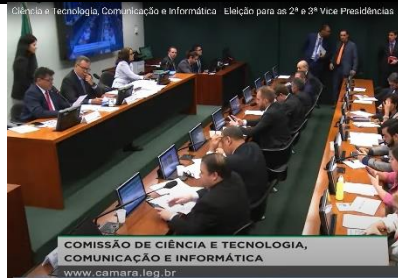 Ciência e Tecnologia, Comunicação e Informática - Eleição para as 2ª e 3ª Vice Presidências
COMISSÃO DE CIÊNCIA E TECNOLOGIA,
COMUNICAÇÃO E INFORMÁTICA
www.camara.leg.br